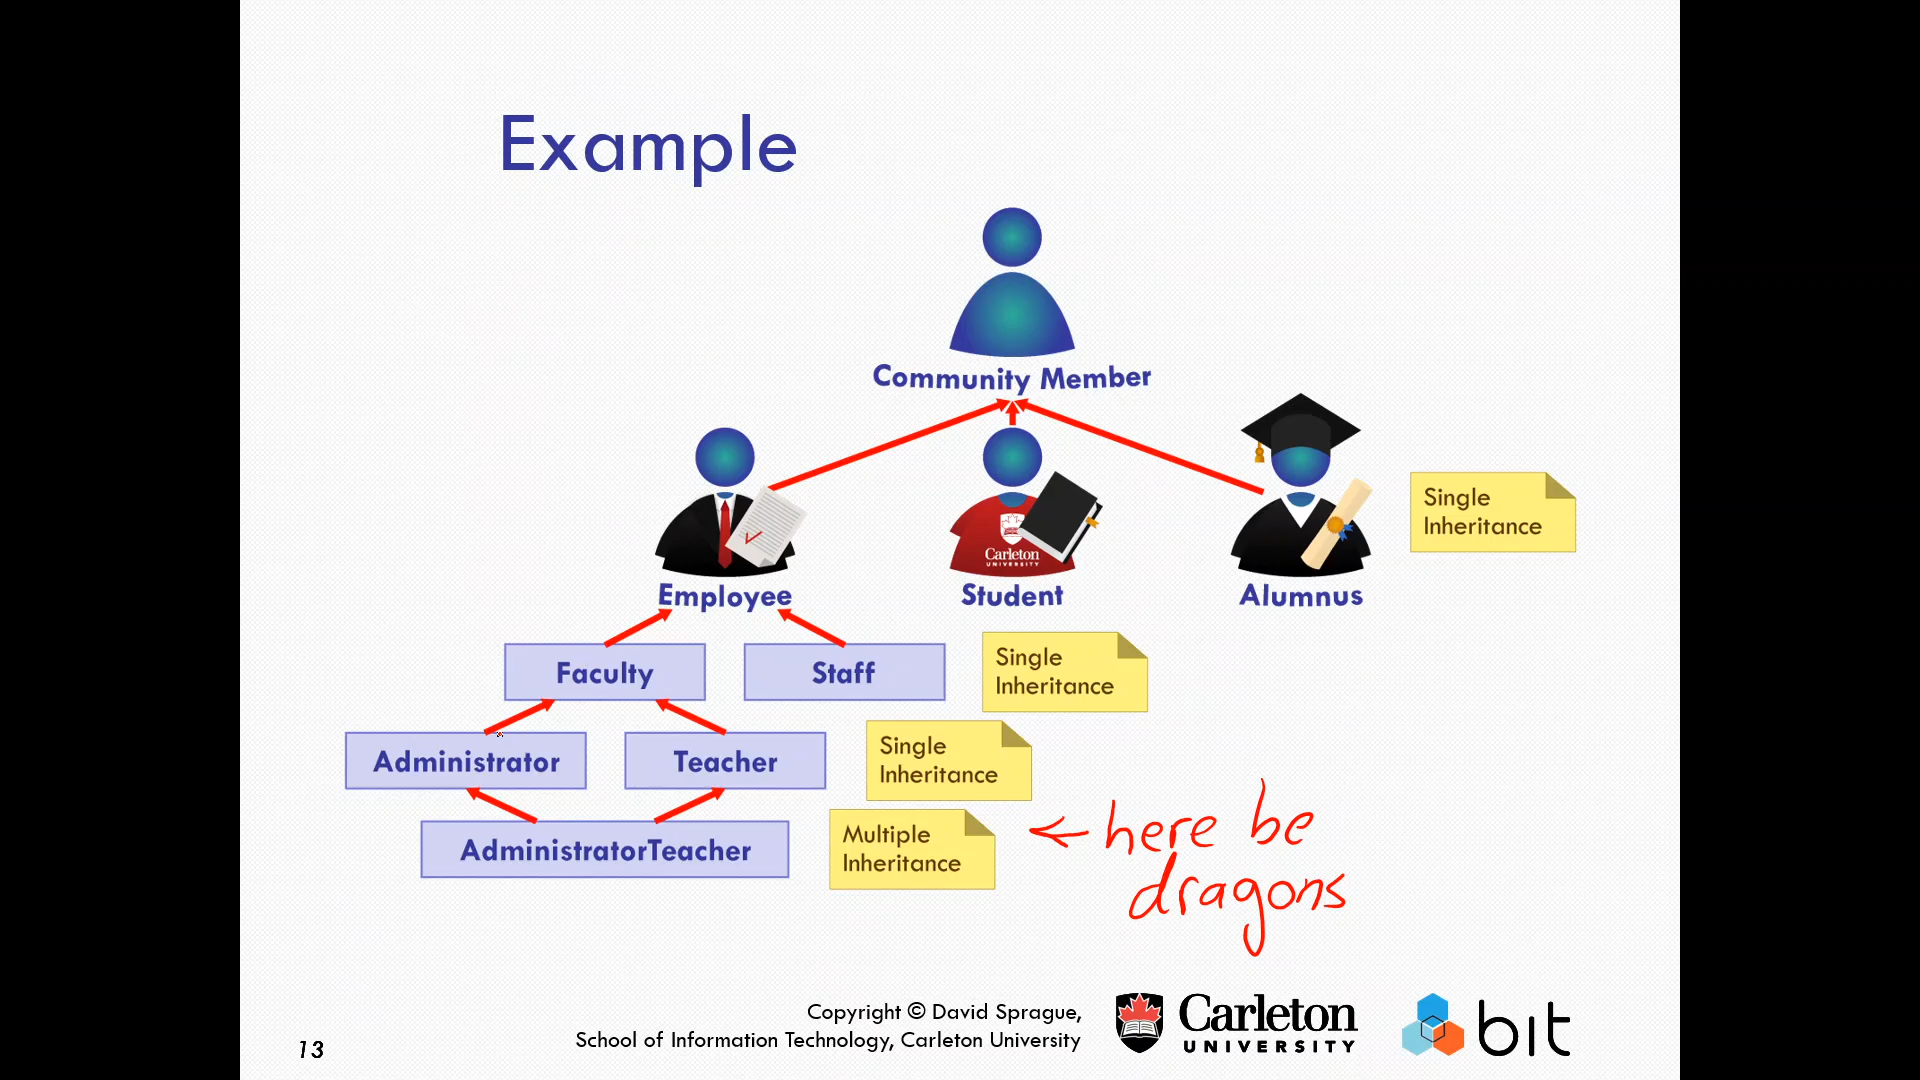 Example
Community Member
Carleton
UNIVERSITY
Employee
Student
Alumnus
Single
Inheritance
Faculty
Staff
Single
Inheritance
Administrator
Teacher
Single
Inheritance
AdministratorTeacher
Multiple
Inheritance
← here be
dragons
13
Copyright © David Sprague,
School of Information Technology, Carleton University
Carleton
UNIVERSITY
bit